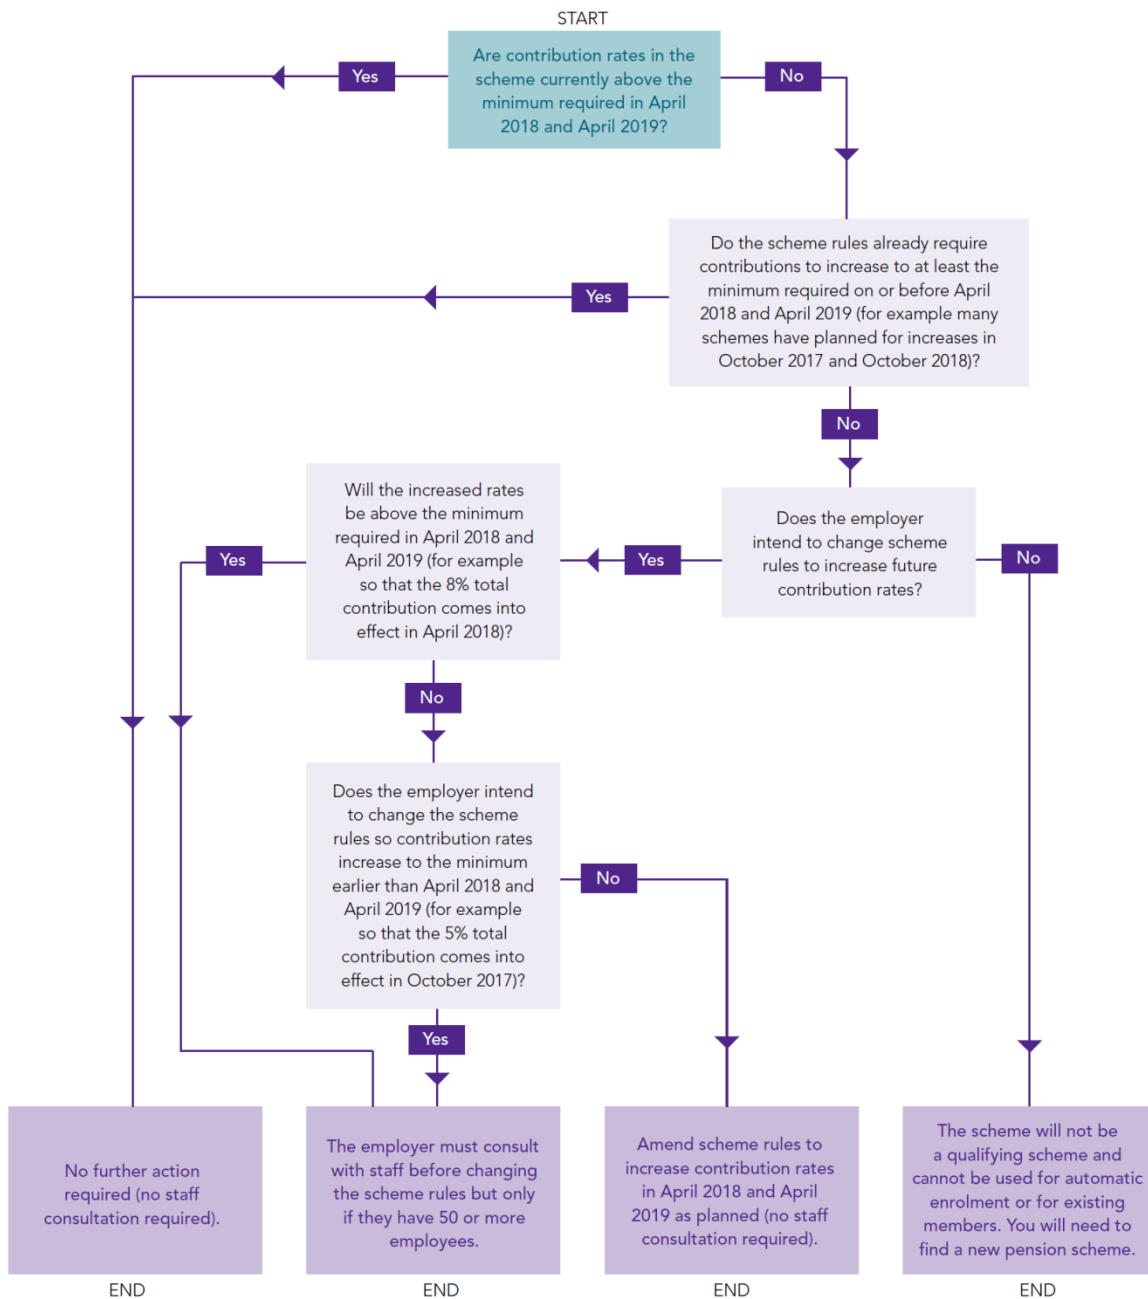 START
Are contribution rates in the
scheme currently above the
minimum required in April
2018 and April 2019?
Yes
No
Do the scheme rules already require
contributions to increase to at least the
minimum required on or before April
2018 and April 2019 (for example many
schemes have planned for increases in
October 2017 and October 2018)?
Yes
No
Does the employer
intend to change scheme
rules to increase future
contribution rates?
Yes
No
Will the increased rates
be above the minimum
required in April 2018 and
April 2019 (for example
so that the 8% total
contribution comes into
effect in April 2018)?
Yes
No
Does the employer intend
to change the scheme
rules so contribution rates
increase to the minimum
earlier than April 2018 and
April 2019 (for example
so that the 5% total
contribution comes into
effect in October 2017)?
No
Yes
No further action
required (no staff
consultation required).
END
The employer must consult
with staff before changing
the scheme rules but only
if they have 50 or more
employees.
END
Amend scheme rules to
increase contribution rates
in April 2018 and April
2019 as planned (no staff
consultation required).
END
The scheme will not be
a qualifying scheme and
cannot be used for automatic
enrolment or for existing
members. You will need to
find a new pension scheme.
END